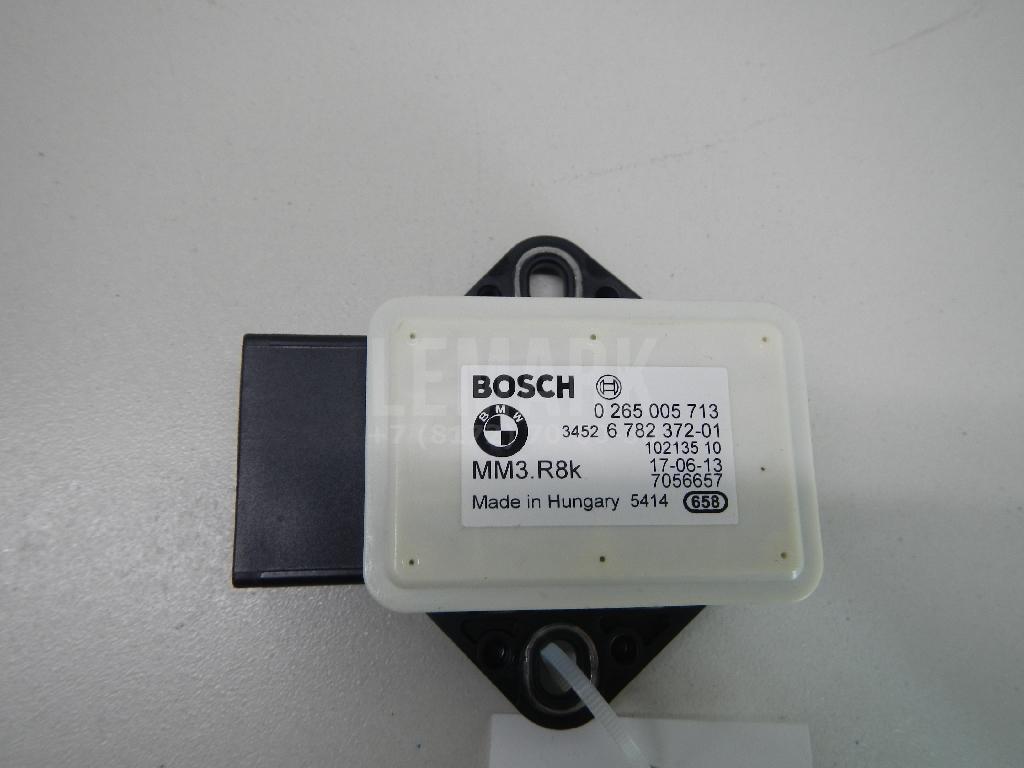 LEMARK
BOSCH
BMW
0 265 005 713
3452 6 782 372-01
102135 10
MM3.R8k
17-06-13
7056657
Made in Hungary 5414 658